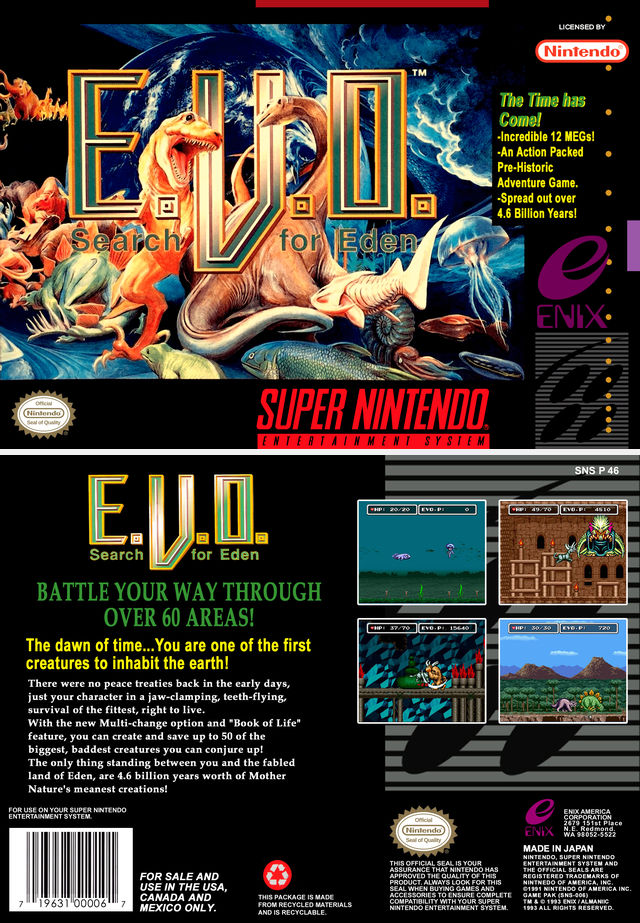 LICENSED BY
Nintendo
The Time has
Come!
-Incredible 12 MEGs!
-An Action Packed
Pre-Historic
Adventure Game.
-Spread out over
4.6 Billion Years!
E.V.O.™
Search for Eden
ENIX
Official
Nintendo
Seal of Quality
SUPER NINTENDO
ENTERTAINMENT SYSTEM
SNS P 46
E.V.O.
Search for Eden
BATTLE YOUR WAY THROUGH
OVER 60 AREAS!
The dawn of time...You are one of the first
creatures to inhabit the earth!
There were no peace treaties back in the early days,
just your character in a jaw-clamping, teeth-flying,
survival of the fittest, right to live.
With the new Multi-change option and "Book of Life"
feature, you can create and save up to 50 of the
biggest, baddest creatures you can conjure up!
The only thing standing between you and the fabled
land of Eden, are 4.6 billion years worth of Mother
Nature's meanest creations!
♥HP: 20/20 EVO.P: 0
♥HP: 49/70 EVO.P: 4510
♥HP: 37/70 EVO.P: 15640
♥HP: 30/30 EVO.P: 720
FOR USE ON YOUR SUPER NINTENDO
ENTERTAINMENT SYSTEM.
7 19631 00006 7
FOR SALE AND
USE IN THE USA,
CANADA AND
MEXICO ONLY.
THIS PACKAGE IS MADE
FROM RECYCLED MATERIALS
AND IS RECYCLABLE.
Official
Nintendo
Seal of Quality
THIS OFFICIAL SEAL IS YOUR
ASSURANCE THAT NINTENDO HAS
APPROVED THE QUALITY OF THIS
PRODUCT. ALWAYS LOOK FOR THIS
SEAL WHEN BUYING GAMES AND
ACCESSORIES TO ENSURE COMPLETE
COMPATIBILITY WITH YOUR SUPER
NINTENDO ENTERTAINMENT SYSTEM.
ENIX
ENIX AMERICA
CORPORATION
2679 151st Place
N.E. Redmond,
WA 98052-5522
MADE IN JAPAN
NINTENDO, SUPER NINTENDO
ENTERTAINMENT SYSTEM AND
THE OFFICIAL SEALS ARE
REGISTERED TRADEMARKS OF
NINTNEDO OF AMERICA, INC.
©1991 NINTENDO OF AMERICA, INC.
GAME PAK (SNS OF)
TM & © 1993 ENIX / ALMANIC
1993 ALL RIGHTS RESERVED.